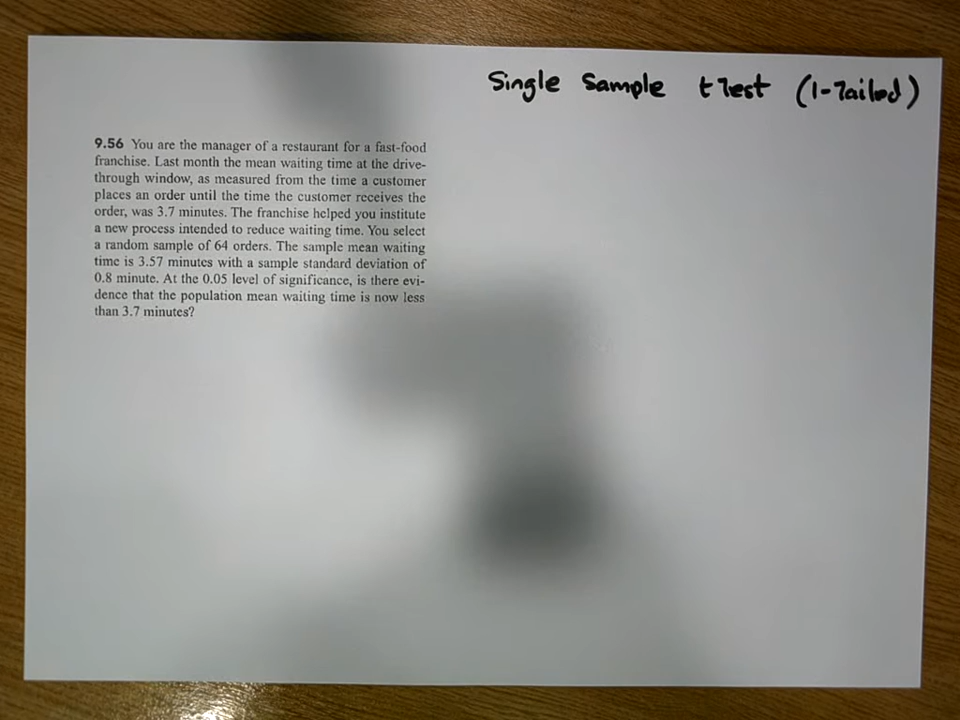 Single Sample t Test (1-Tailed)
9.56 You are the manager of a restaurant for a fast-food
franchise. Last month the mean waiting time at the drive-
through window, as measured from the time a customer
places an order until the time the customer receives the
order, was 3.7 minutes. The franchise helped you institute
a new process intended to reduce waiting time. You select
a random sample of 64 orders. The sample mean waiting
time is 3.57 minutes with a sample standard deviation of
0.8 minute. At the 0.05 level of significance, is there evi-
dence that the population mean waiting time is now less
than 3.7 minutes?